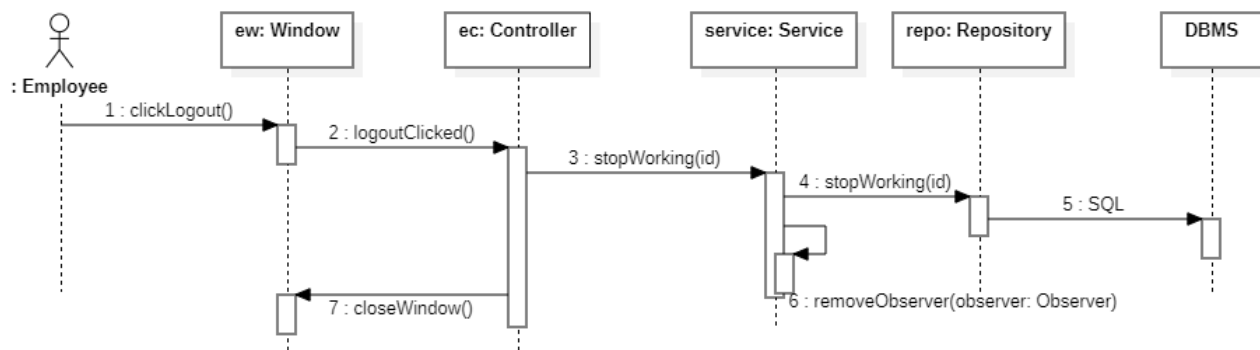 ew: Window
ec: Controller
service: Service
repo: Repository
DBMS
: Employee
1 : clickLogout()
2 : logoutClicked()
3 : stopWorking(id)
4 : stopWorking(id)
5 : SQL
6 : removeObserver(observer: Observer)
7 : closeWindow()